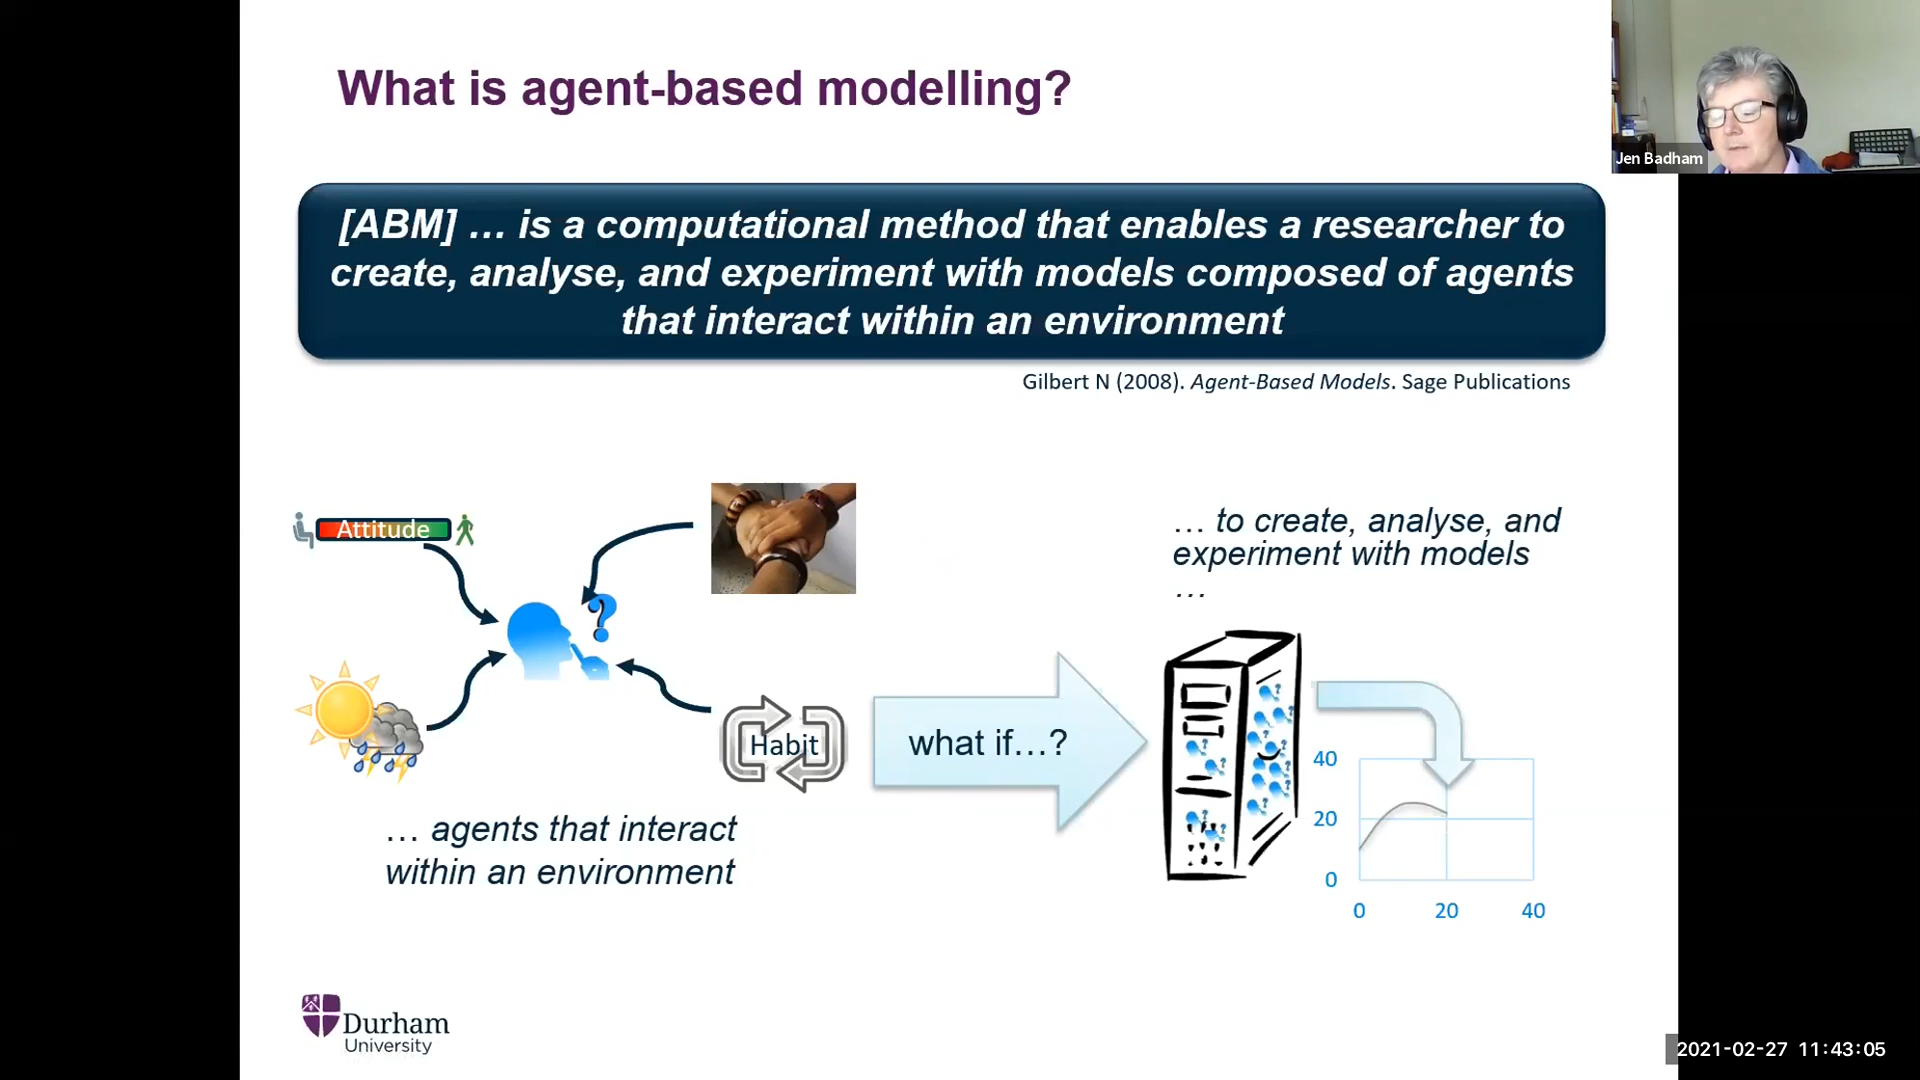 What is agent-based modelling?
Jen Badham
[ABM] … is a computational method that enables a researcher to
create, analyse, and experiment with models composed of agents
that interact within an environment
Gilbert N (2008). Agent-Based Models. Sage Publications
Attitude
?
Habit
… agents that interact
within an environment
what if…?
… to create, analyse, and
experiment with models
…
40
20
0
0 20 40
Durham
University
2021-02-27 11:43:05